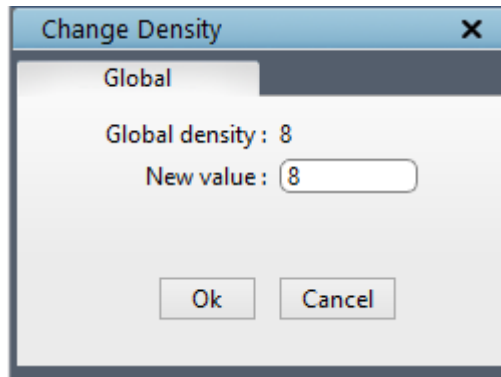 Change Density
Global
Global density : 8
New value : 8
Ok Cancel